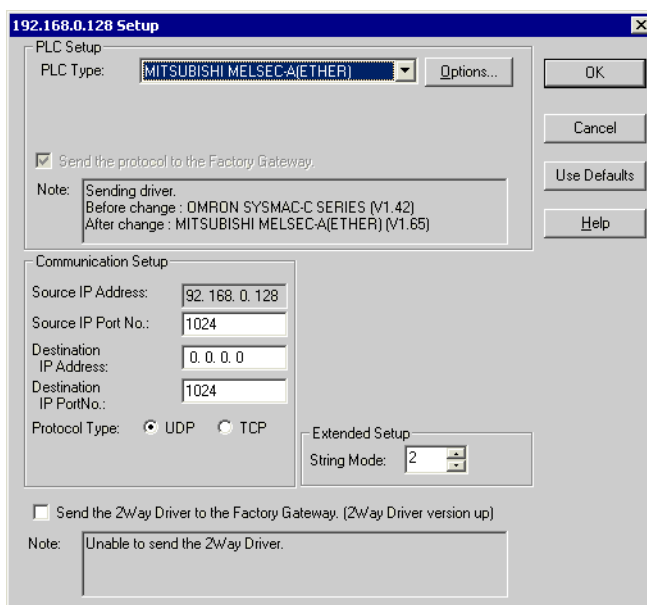 192.168.0.128 Setup
PLC Setup
PLC Type: MITSUBISHI MELSEC-A(ETHER) Options...
OK
Cancel
Send the protocol to the Factory Gateway.
Use Defaults
Note: Sending driver.
Before change : OMRON SYSMAC-C SERIES (V1.42)
After change : MITSUBISHI MELSEC-A(ETHER) (V1.65)
Help
Communication Setup
Source IP Address: 92. 168. 0. 128
Source IP Port No.: 1024
Destination
IP Address: 0. 0. 0. 0
Destination
IP PortNo.: 1024
Protocol Type: UDP TCP
Extended Setup
String Mode: 2
Send the 2Way Driver to the Factory Gateway. (2Way Driver version up)
Note: Unable to send the 2Way Driver.